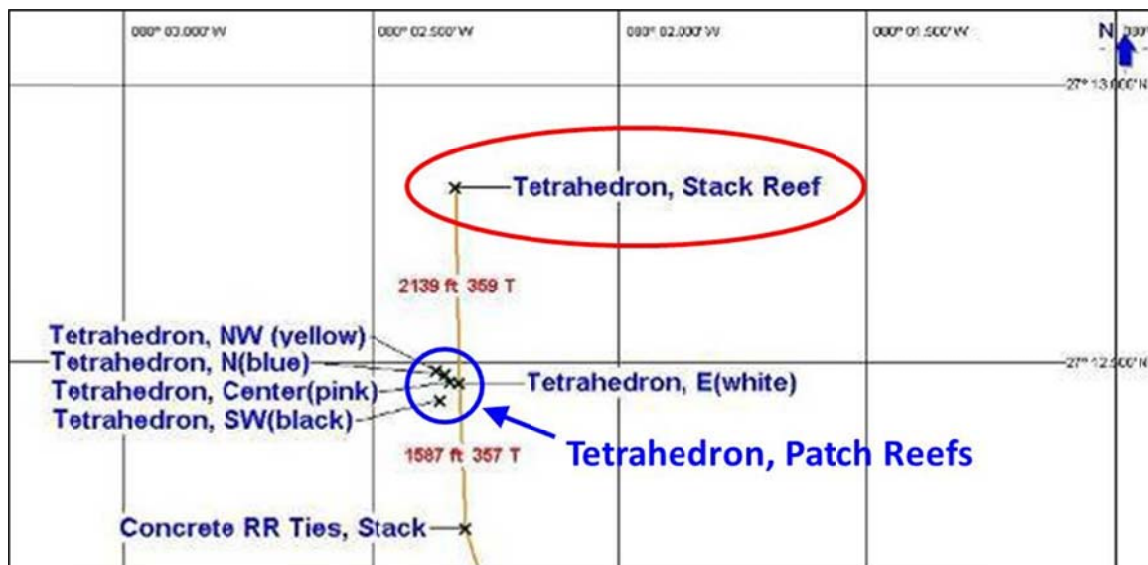 080° 03.000'W
080° 02.500'W
080° 02.000'W
080° 01.500'W
N
080°
27° 13.000'N
Tetrahedron, Stack Reef
2139 ft 359 T
Tetrahedron, NW (yellow)
Tetrahedron, N(blue)
27° 12.500'N
Tetrahedron, Center(pink)
Tetrahedron, E(white)
Tetrahedron, SW(black)
Tetrahedron, Patch Reefs
1587 ft 357 T
Concrete RR Ties, Stack